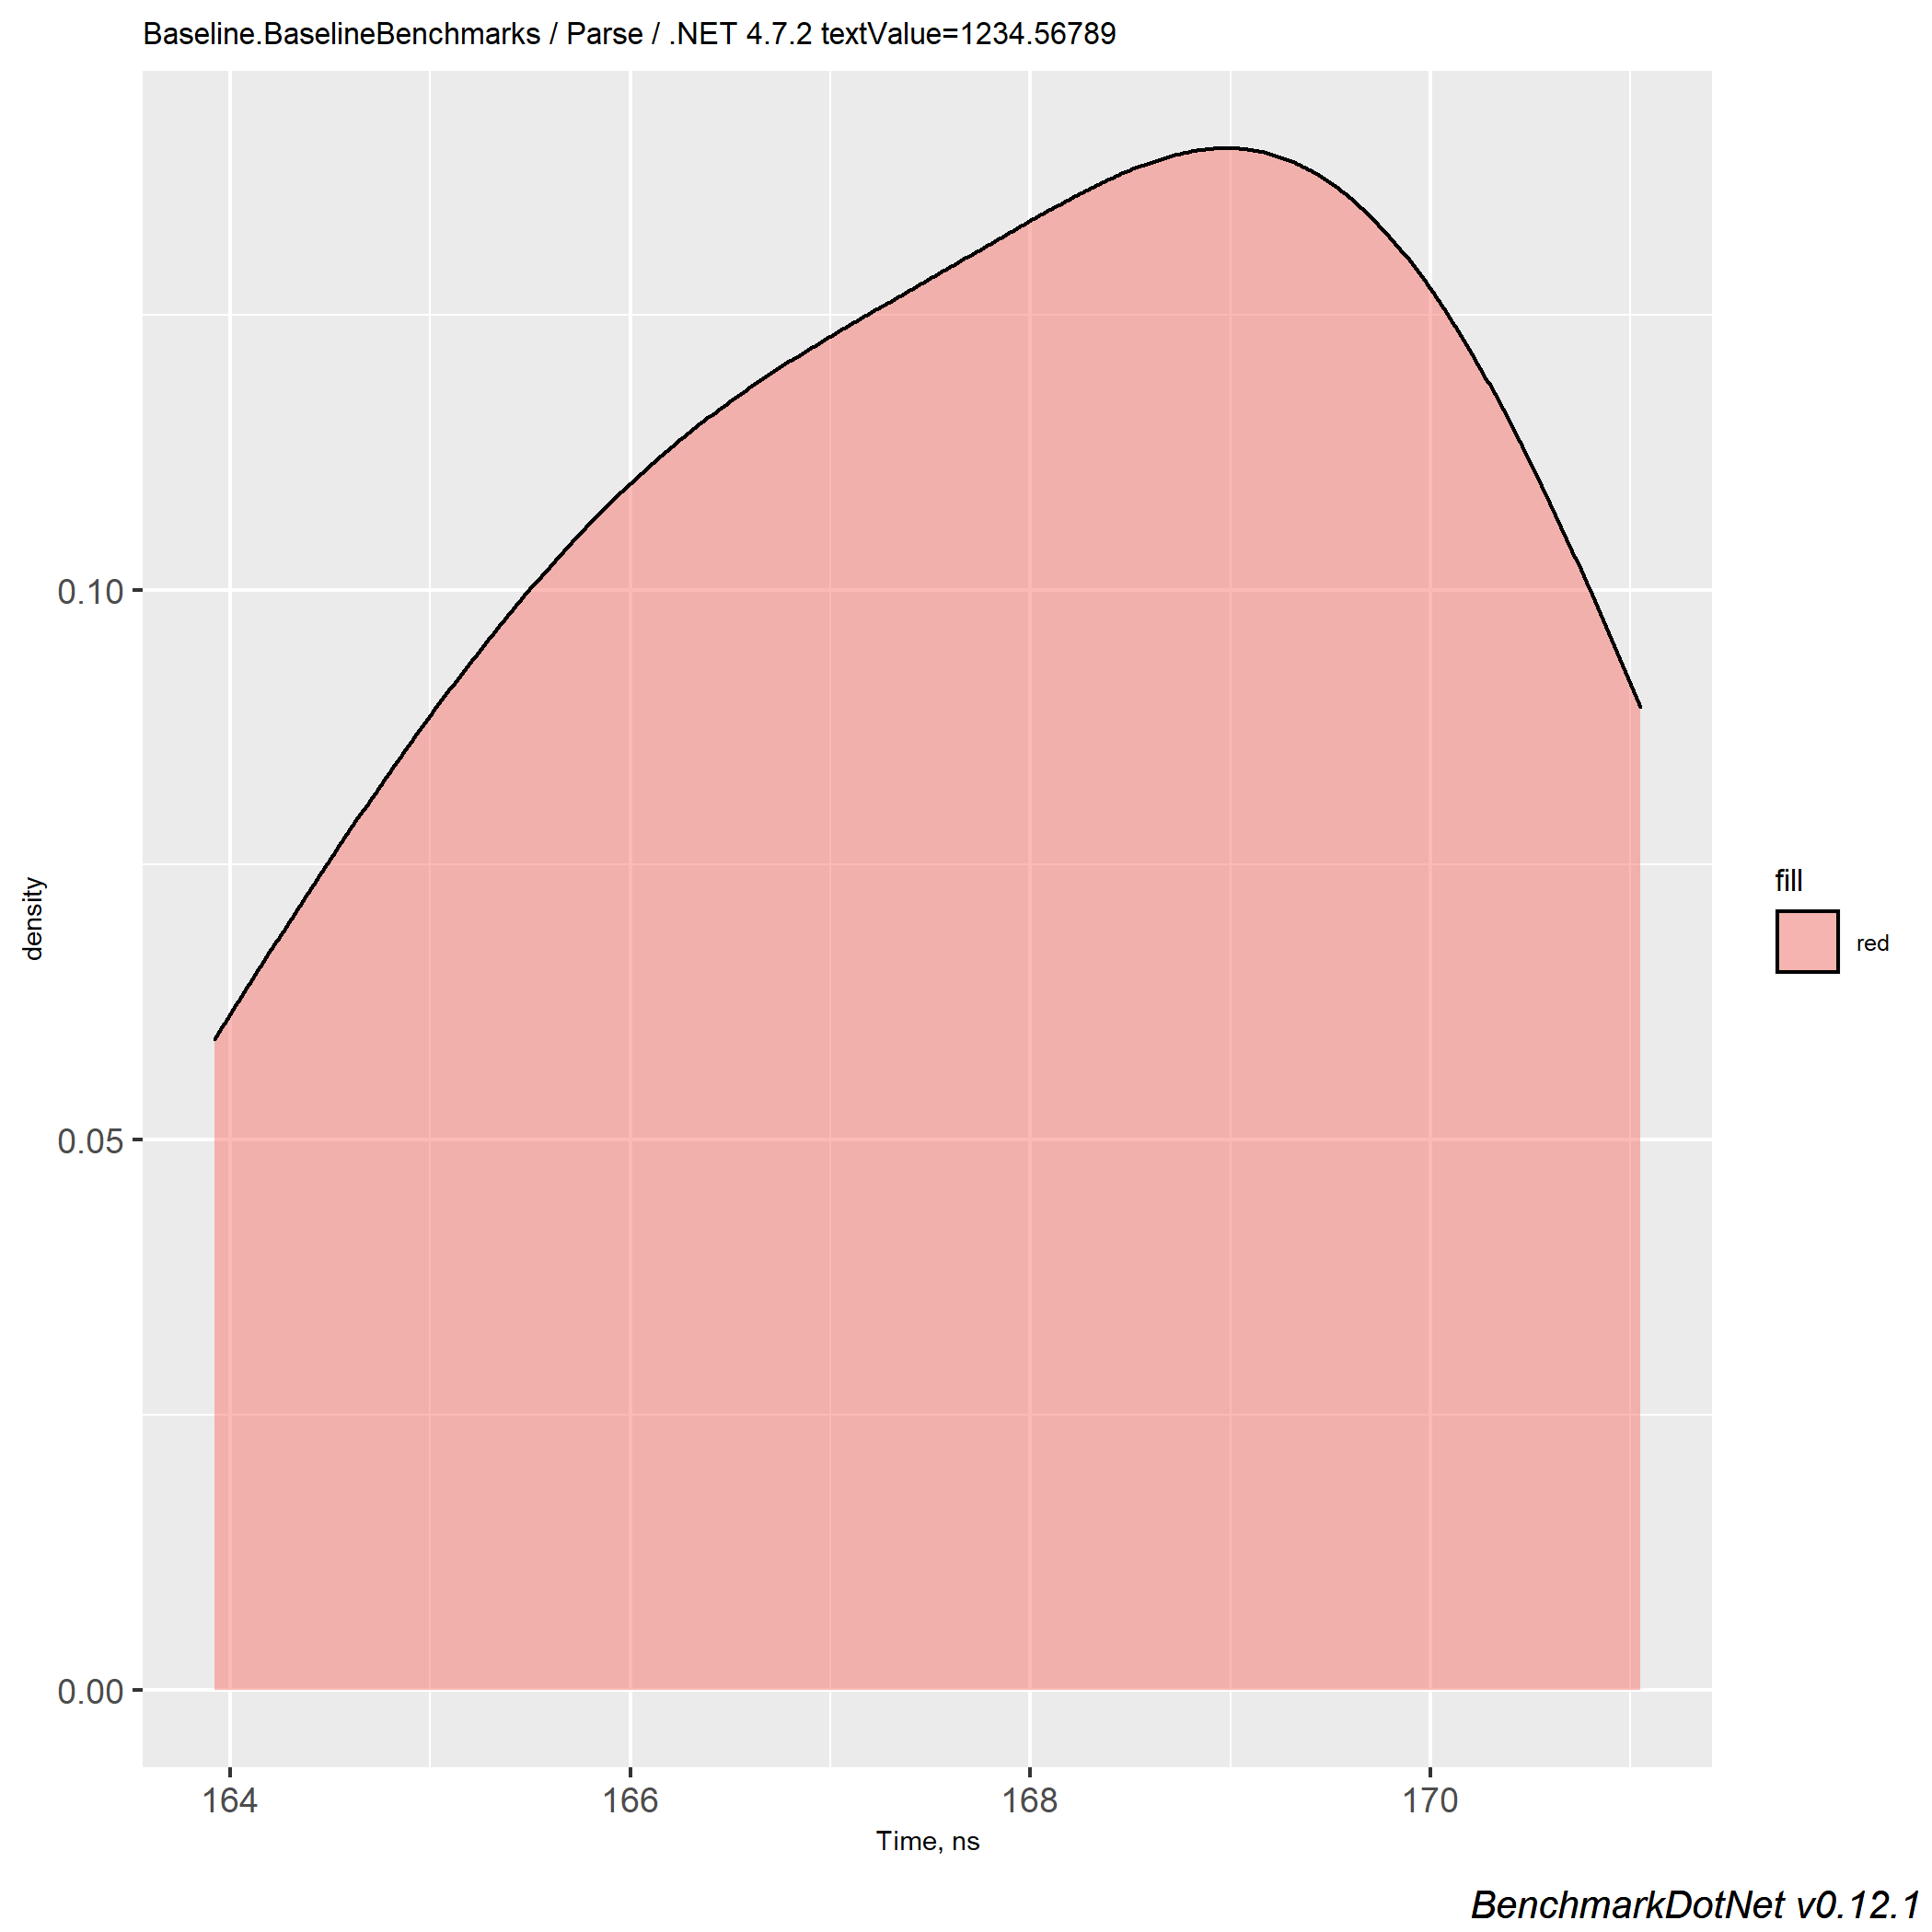 Baseline.BaselineBenchmarks / Parse / .NET 4.7.2 textValue=1234.56789
0.10
0.05
0.00
density
164 166 168 170
Time, ns
fill
red
BenchmarkDotNet v0.12.1